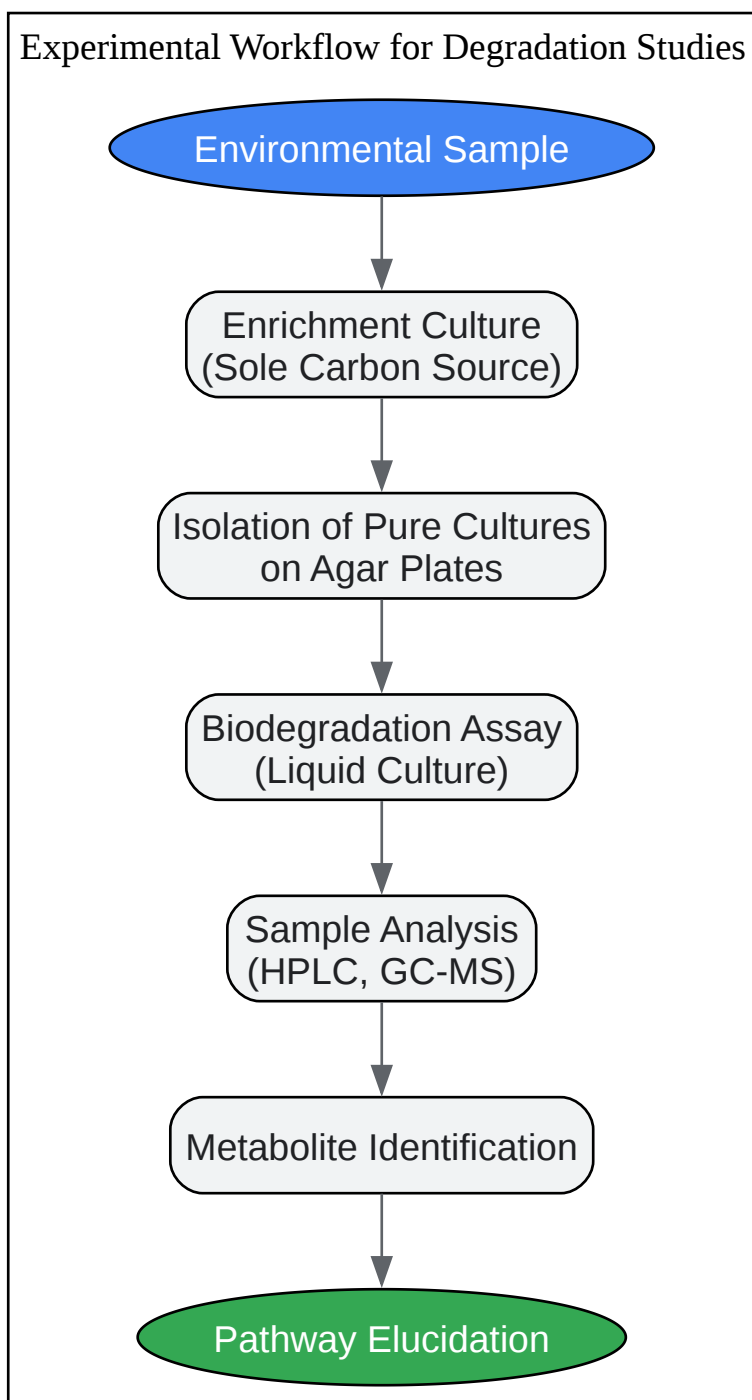 Experimental Workflow for Degradation Studies
Environmental Sample
Enrichment Culture
(Sole Carbon Source)
Isolation of Pure Cultures
on Agar Plates
Biodegradation Assay
(Liquid Culture)
Sample Analysis
(HPLC, GC-MS)
Metabolite Identification
Pathway Elucidation